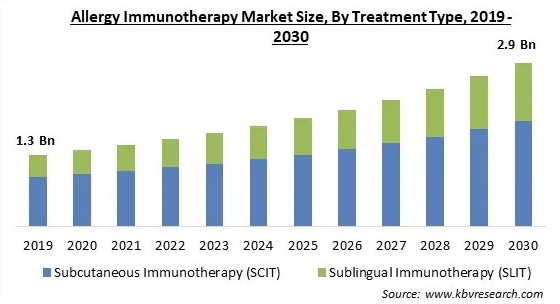 Allergy Immunotherapy Market Size, By Treatment Type, 2019 -
2030
2.9 Bn
1.3 Bn
2019 2020 2021 2022 2023 2024 2025 2026 2027 2028 2029 2030
Subcutaneous Immunotherapy (SCIT) Sublingual Immunotherapy (SLIT)
Source: www.kbvresearch.com